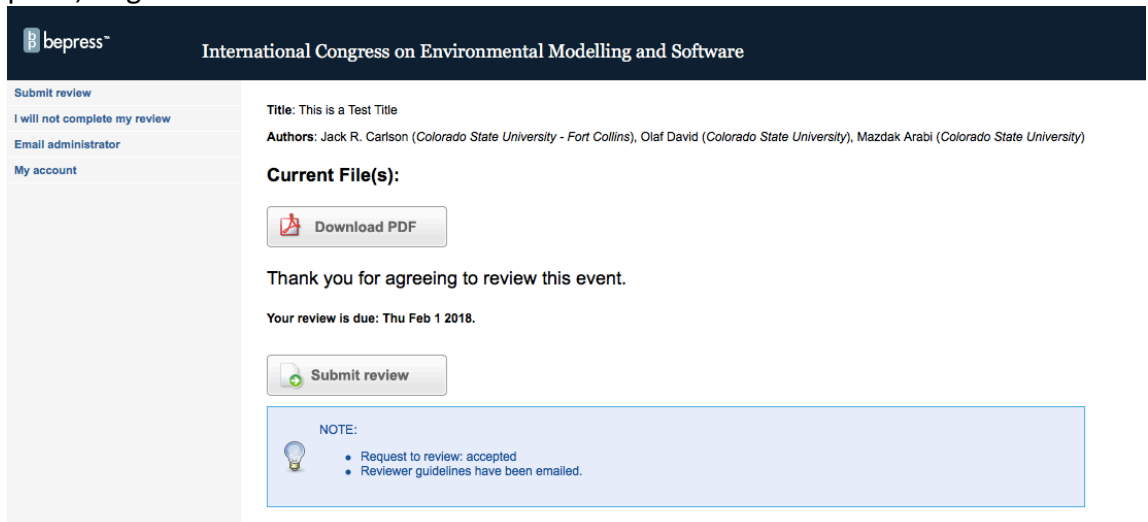 bepress™
International Congress on Environmental Modelling and Software
Submit review
I will not complete my review
Email administrator
My account
Title: This is a Test Title
Authors: Jack R. Carlson (Colorado State University - Fort Collins), Olaf David (Colorado State University), Mazdak Arabi (Colorado State University)
Current File(s):
Download PDF
Thank you for agreeing to review this event.
Your review is due: Thu Feb 1 2018.
Submit review
NOTE:
• Request to review: accepted
• Reviewer guidelines have been emailed.